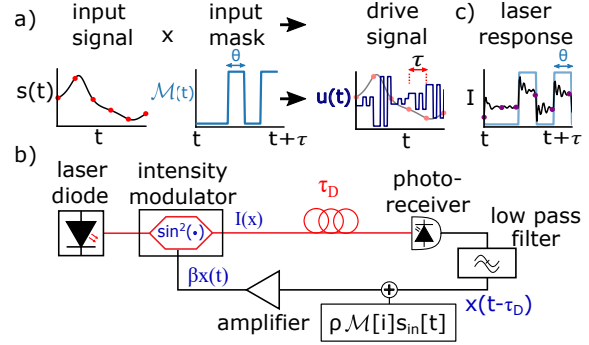 a) input signal x input mask drive signal c) laser response
s(t) ℳ(t) θ u(t) τ I θ
t t t+τ t t t+τ
b) laser diode intensity modulator τ_D photo-receiver low pass filter
sin²(•) I(x)
βx(t) x(t-τ_D)
amplifier ρℳ[i]s_in[t]